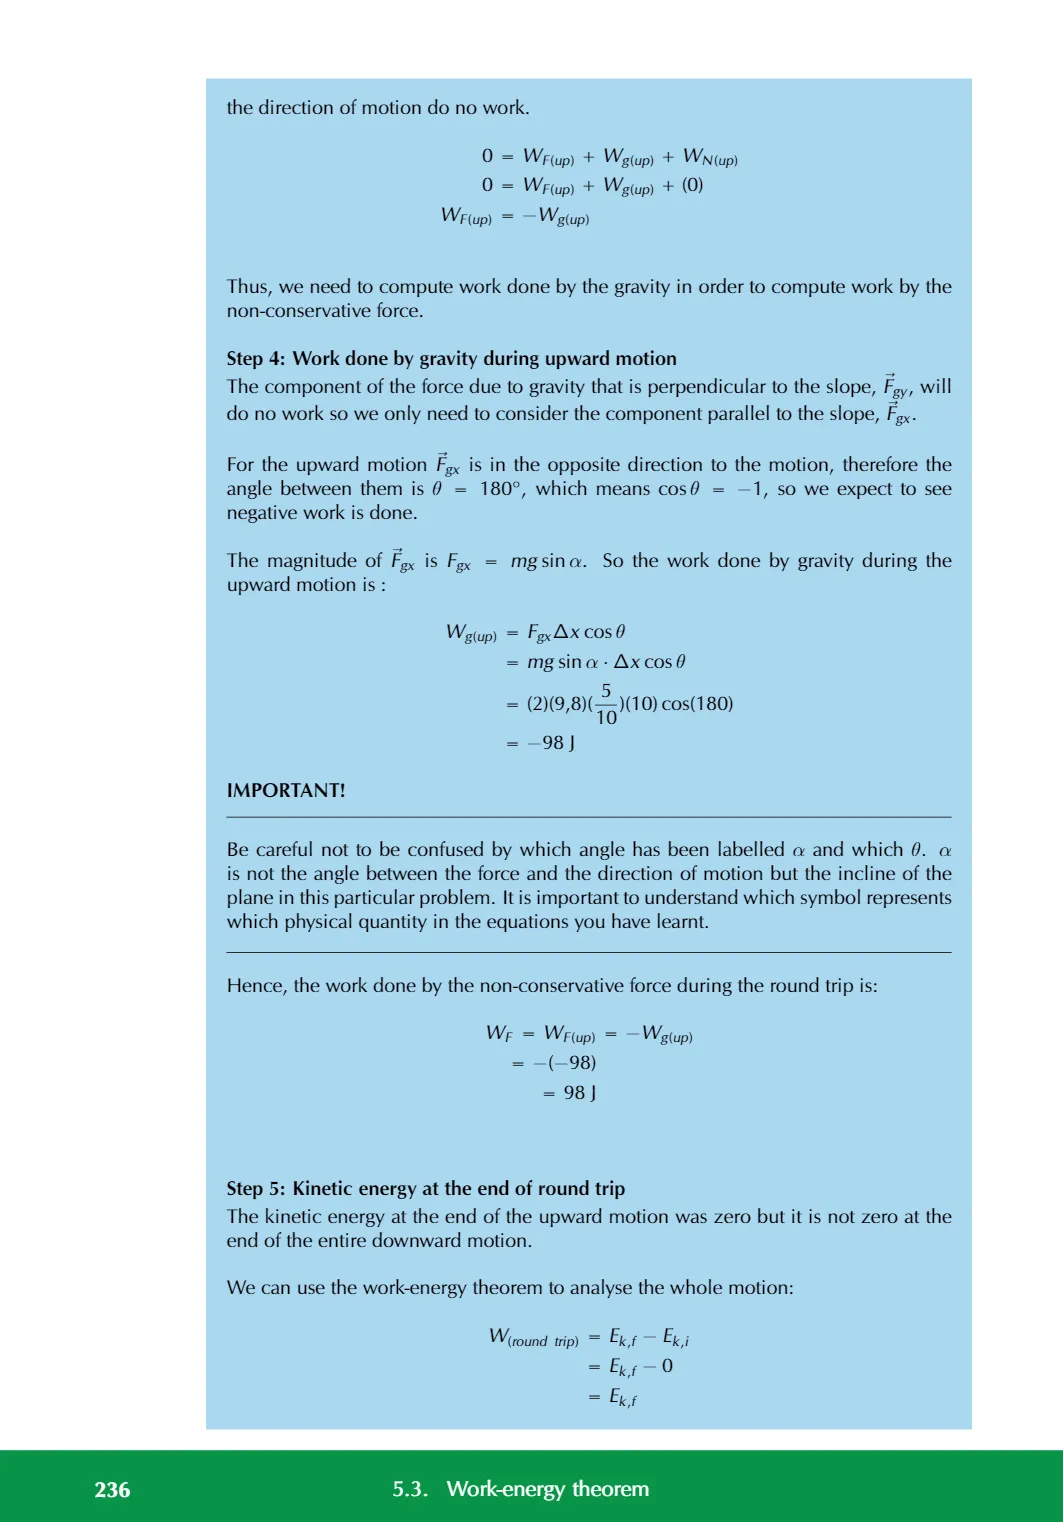 the direction of motion do no work.
0 = W_{F(up)} + W_{g(up)} + W_{N(up)}
0 = W_{F(up)} + W_{g(up)} + (0)
W_{F(up)} = −W_{g(up)}
Thus, we need to compute work done by the gravity in order to compute work by the
non-conservative force.
Step 4: Work done by gravity during upward motion
The component of the force due to gravity that is perpendicular to the slope, \vec{F}_{gy}, will
do no work so we only need to consider the component parallel to the slope, \vec{F}_{gx}.
For the upward motion \vec{F}_{gx} is in the opposite direction to the motion, therefore the
angle between them is θ = 180°, which means cos θ = −1, so we expect to see
negative work is done.
The magnitude of \vec{F}_{gx} is F_{gx} = mg sin α. So the work done by gravity during the
upward motion is :
W_{g(up)} = F_{gx}Δx cos θ
= mg sin α · Δx cos θ
= (2)(9,8)(\frac{5}{10})(10) cos(180)
= −98 J
IMPORTANT!
Be careful not to be confused by which angle has been labelled α and which θ. α
is not the angle between the force and the direction of motion but the incline of the
plane in this particular problem. It is important to understand which symbol represents
which physical quantity in the equations you have learnt.
Hence, the work done by the non-conservative force during the round trip is:
W_F = W_{F(up)} = −W_{g(up)}
= −(−98)
= 98 J
Step 5: Kinetic energy at the end of round trip
The kinetic energy at the end of the upward motion was zero but it is not zero at the
end of the entire downward motion.
We can use the work-energy theorem to analyse the whole motion:
W_{(round trip)} = E_{k,f} − E_{k,i}
= E_{k,f} − 0
= E_{k,f}
236 5.3. Work-energy theorem